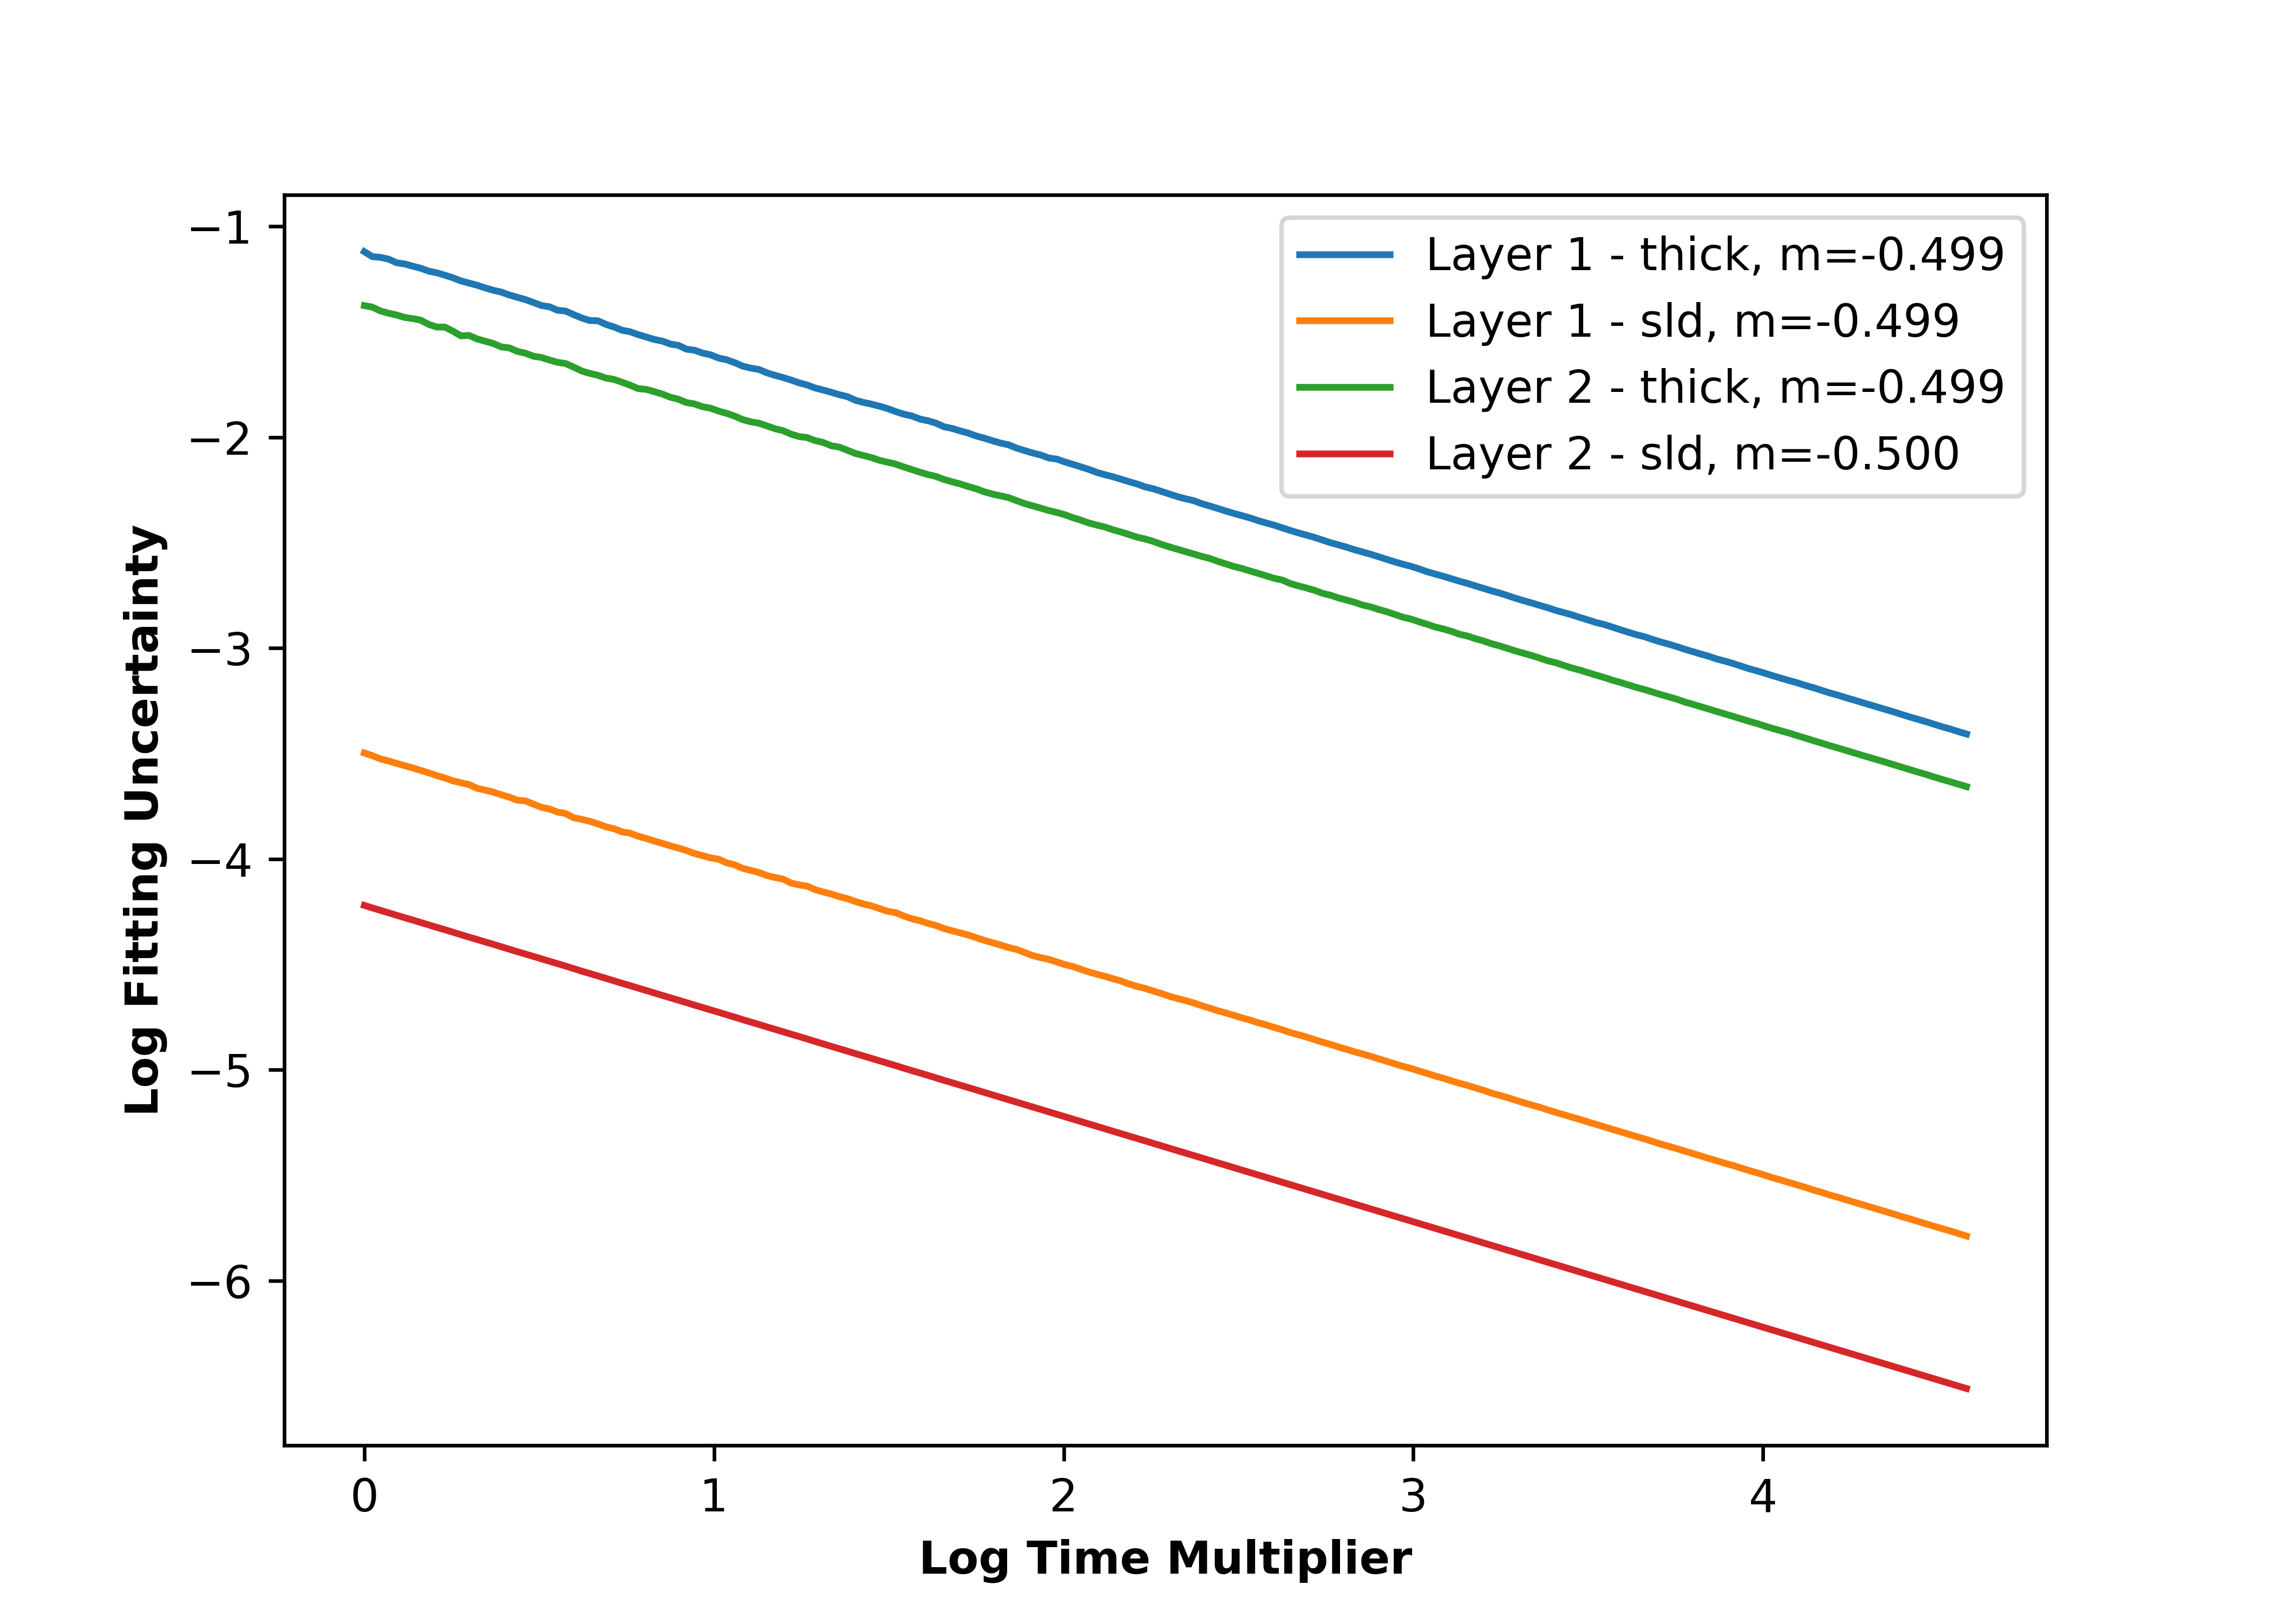 Layer 1 - thick, m=-0.499
Layer 1 - sld, m=-0.499
Layer 2 - thick, m=-0.499
Layer 2 - sld, m=-0.500
Log Fitting Uncertainty
−1
−2
−3
−4
−5
−6
0 1 2 3 4
Log Time Multiplier